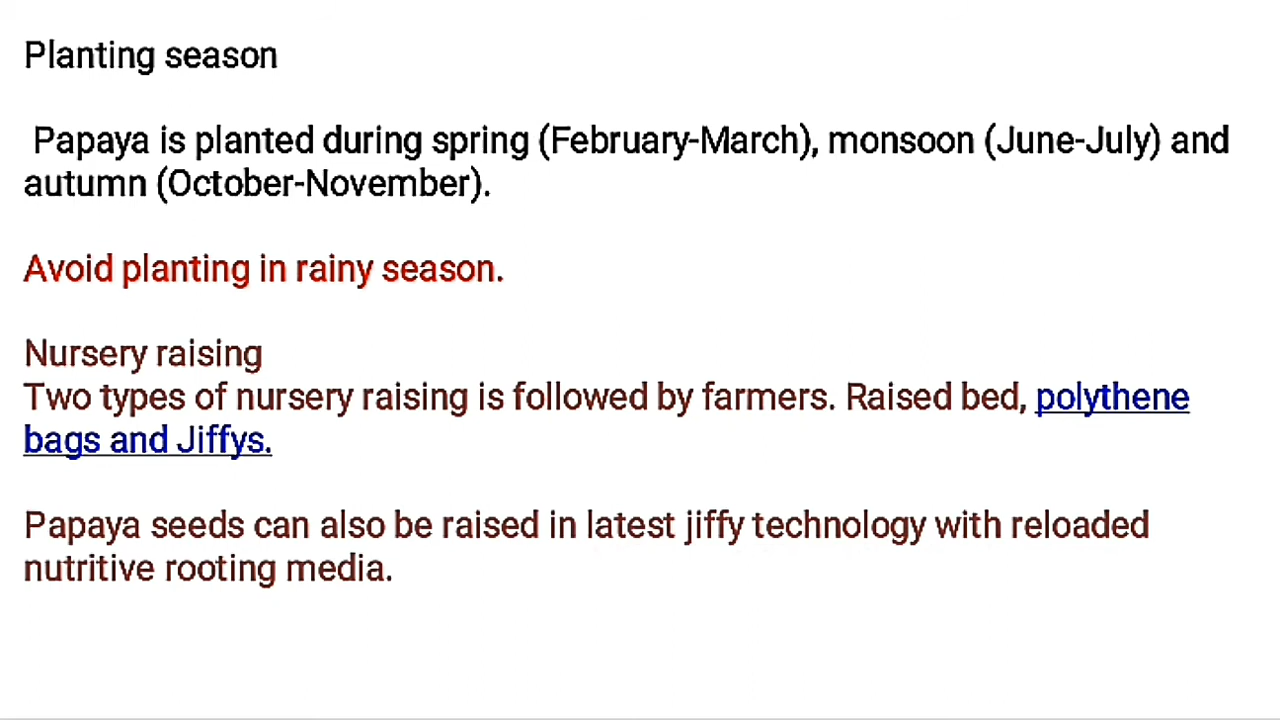 Planting season
Papaya is planted during spring (February-March), monsoon (June-July) and
autumn (October-November).
Avoid planting in rainy season.
Nursery raising
Two types of nursery raising is followed by farmers. Raised bed, polythene
bags and Jiffys.
Papaya seeds can also be raised in latest jiffy technology with reloaded
nutritive rooting media.